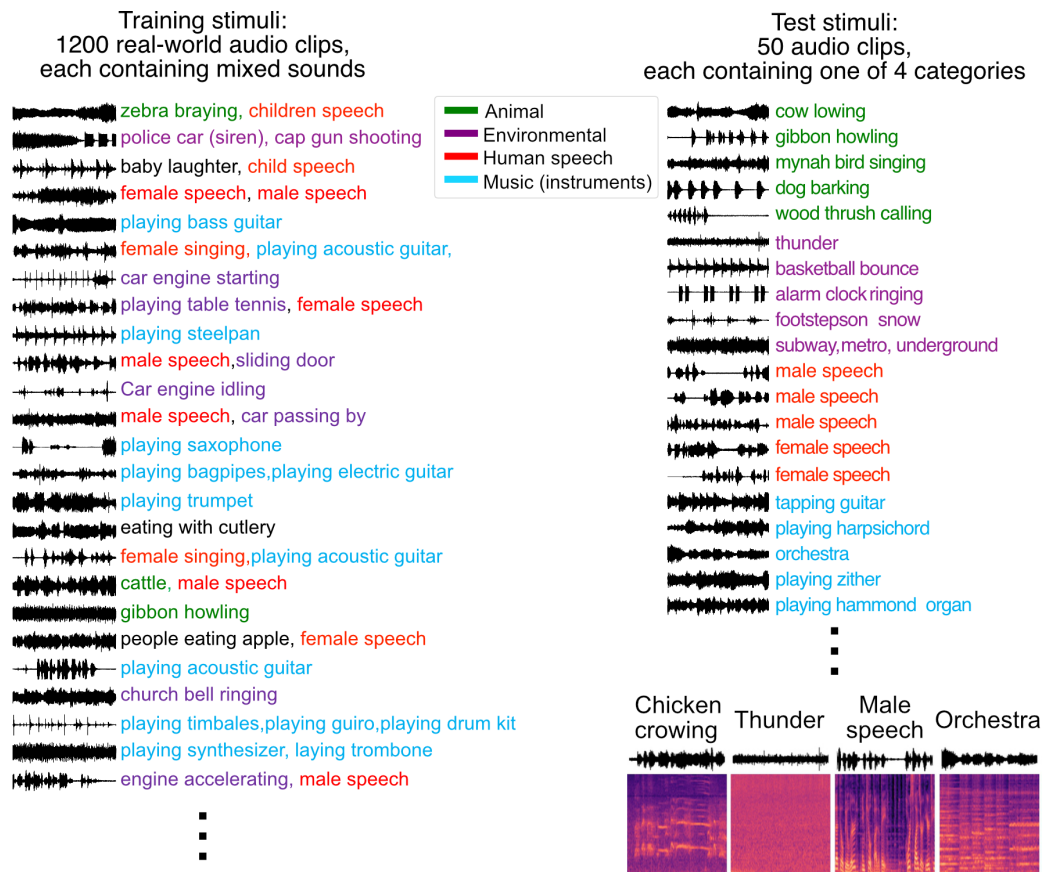 Training stimuli:
1200 real-world audio clips,
each containing mixed sounds
zebra braying, children speech
police car (siren), cap gun shooting
baby laughter, child speech
female speech, male speech
playing bass guitar
female singing, playing acoustic guitar,
car engine starting
playing table tennis, female speech
playing steelpan
male speech,sliding door
Car engine idling
male speech, car passing by
playing saxophone
playing bagpipes,playing electric guitar
playing trumpet
eating with cutlery
female singing,playing acoustic guitar
cattle, male speech
gibbon howling
people eating apple, female speech
playing acoustic guitar
church bell ringing
playing timbales,playing guiro,playing drum kit
playing synthesizer, laying trombone
engine accelerating, male speech
Animal
Environmental
Human speech
Music (instruments)
Test stimuli:
50 audio clips,
each containing one of 4 categories
cow lowing
gibbon howling
mynah bird singing
dog barking
wood thrush calling
thunder
basketball bounce
alarm clock ringing
footstepson snow
subway,metro, underground
male speech
male speech
male speech
female speech
female speech
tapping guitar
playing harpsichord
orchestra
playing zither
playing hammond organ
Chicken
crowing
Thunder
Male
speech
Orchestra